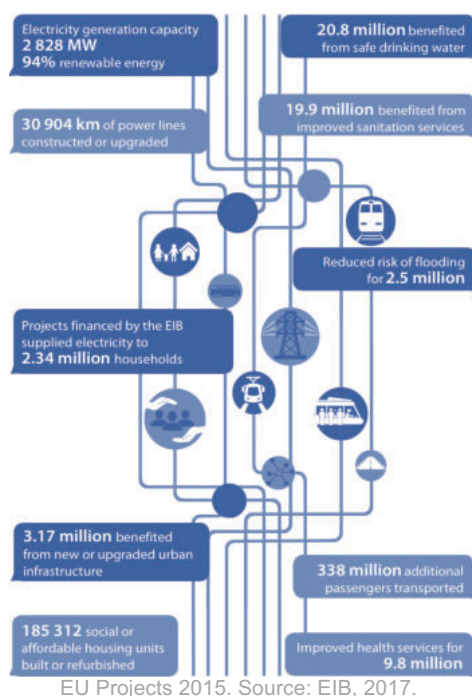 Electricity generation capacity
2 828 MW
94% renewable energy
20.8 million benefited
from safe drinking water
30 904 km of power lines
constructed or upgraded
19.9 million benefited from
improved sanitation services
Reduced risk of flooding
for 2.5 million
Projects financed by the EIB
supplied electricity to
2.34 million households
3.17 million benefited
from new or upgraded urban
infrastructure
338 million additional
passengers transported
185 312 social or
affordable housing units
built or refurbished
Improved health services for
9.8 million
EU Projects 2015. Source: EIB, 2017.